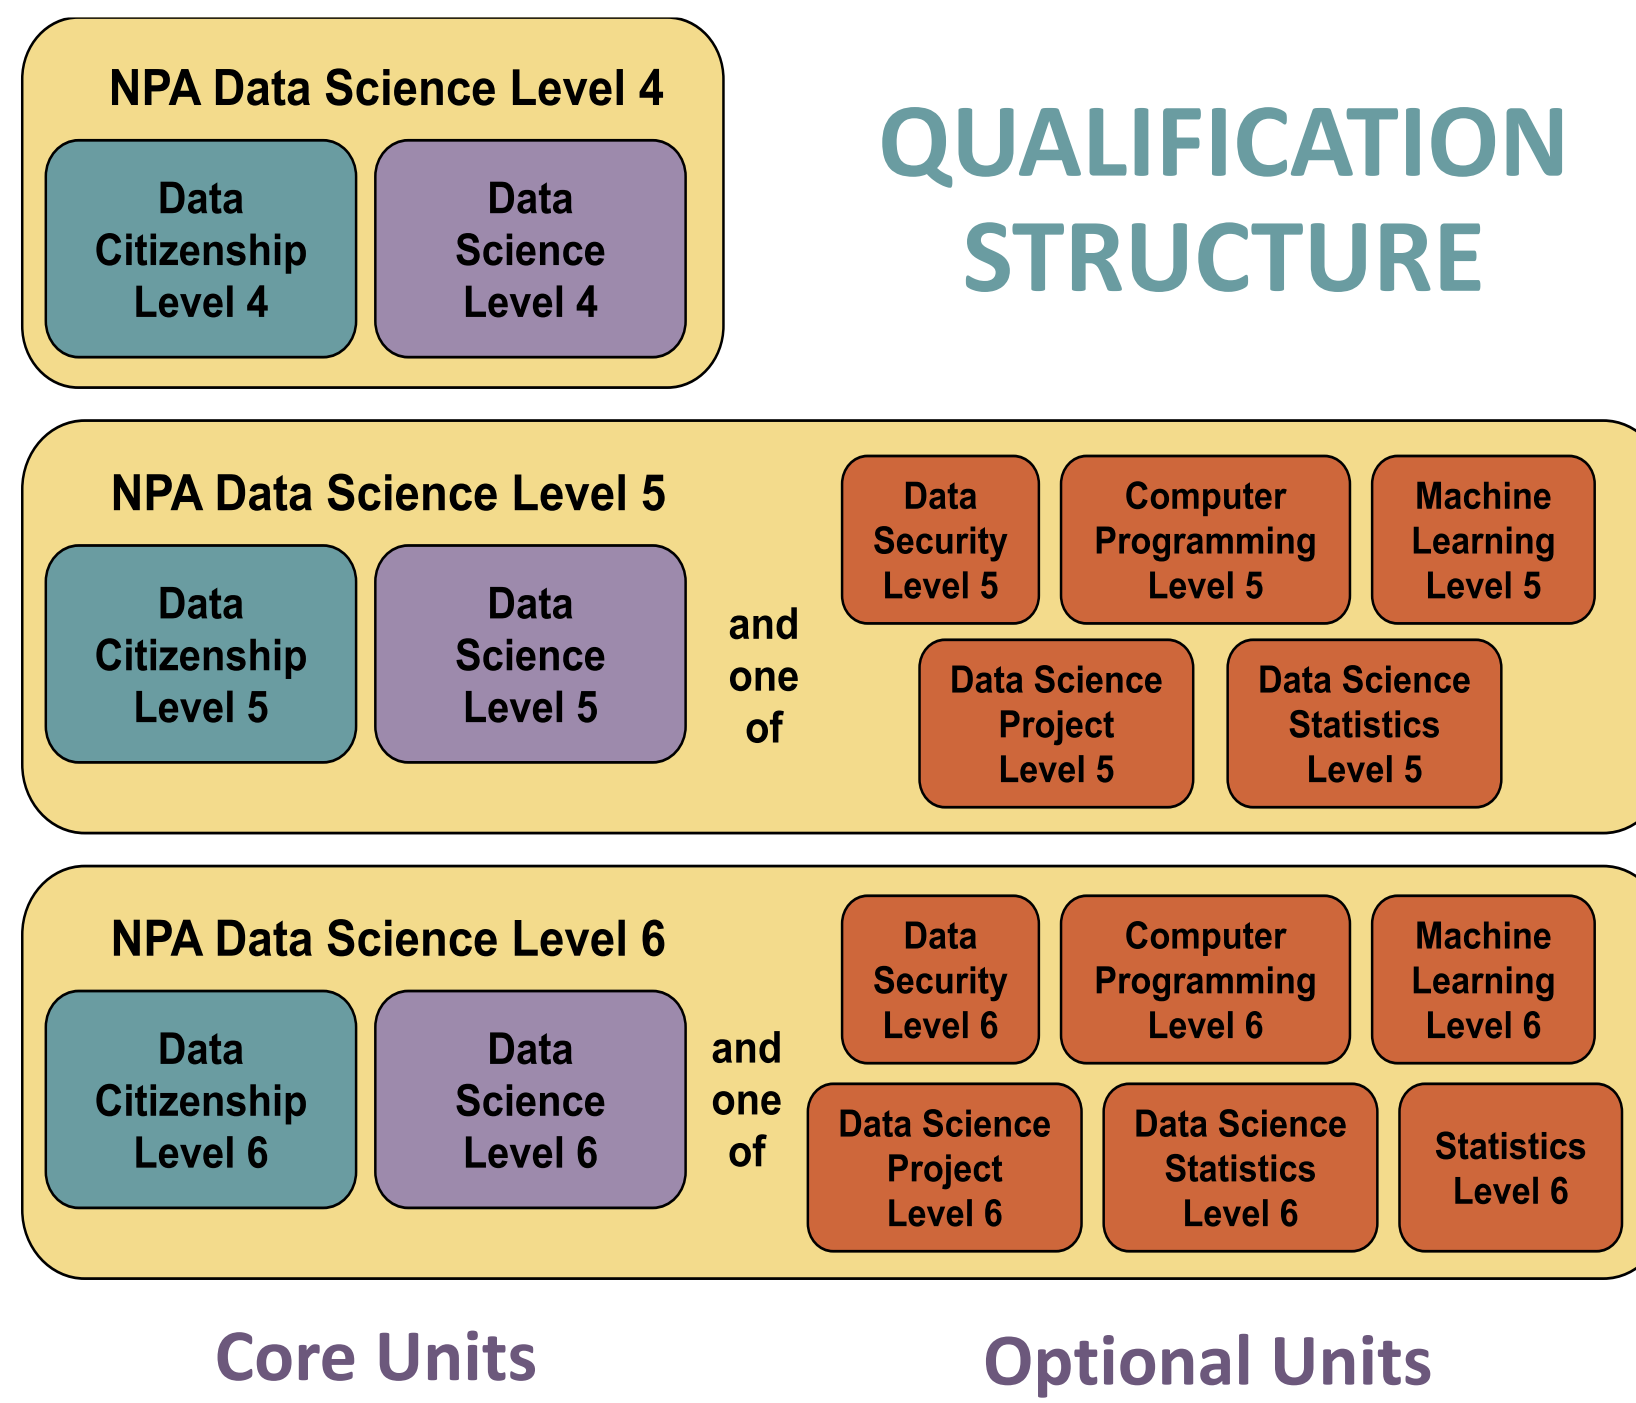 NPA Data Science Level 4
Data
Citizenship
Level 4
Data
Science
Level 4
QUALIFICATION
STRUCTURE
NPA Data Science Level 5
Data
Citizenship
Level 5
Data
Science
Level 5
and
one
of
Data
Security
Level 5
Computer
Programming
Level 5
Machine
Learning
Level 5
Data Science
Project
Level 5
Data Science
Statistics
Level 5
NPA Data Science Level 6
Data
Citizenship
Level 6
Data
Science
Level 6
and
one
of
Data
Security
Level 6
Computer
Programming
Level 6
Machine
Learning
Level 6
Data Science
Project
Level 6
Data Science
Statistics
Level 6
Statistics
Level 6
Core Units
Optional Units